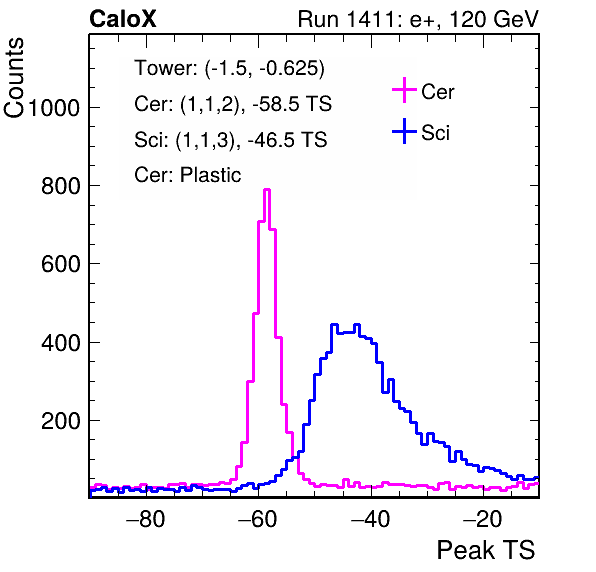 CaloX Run 1411: e+, 120 GeV
Counts
Tower: (-1.5, -0.625)
Cer: (1,1,2), -58.5 TS
Sci: (1,1,3), -46.5 TS
Cer: Plastic
Cer
Sci
1000
800
600
400
200
−80 −60 −40 −20
Peak TS